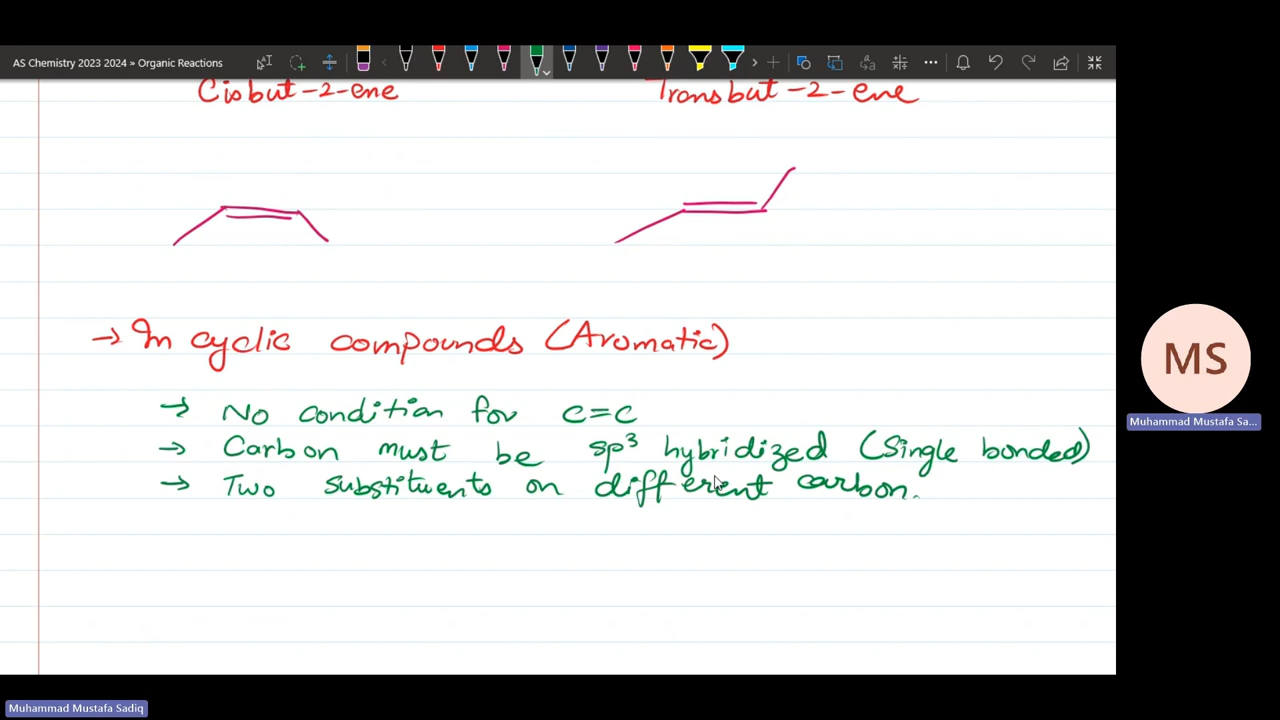 AS Chemistry 2023 2024 » Organic Reactions
Cisbut-2-ene
Transbut-2-ene
→ In cyclic compounds (Aromatic)
→ No condition for C=C
→ Carbon must be sp³ hybridized (Single bonded)
→ Two substituents on different carbon.
MS
Muhammad Mustafa Sa...
Muhammad Mustafa Sadiq